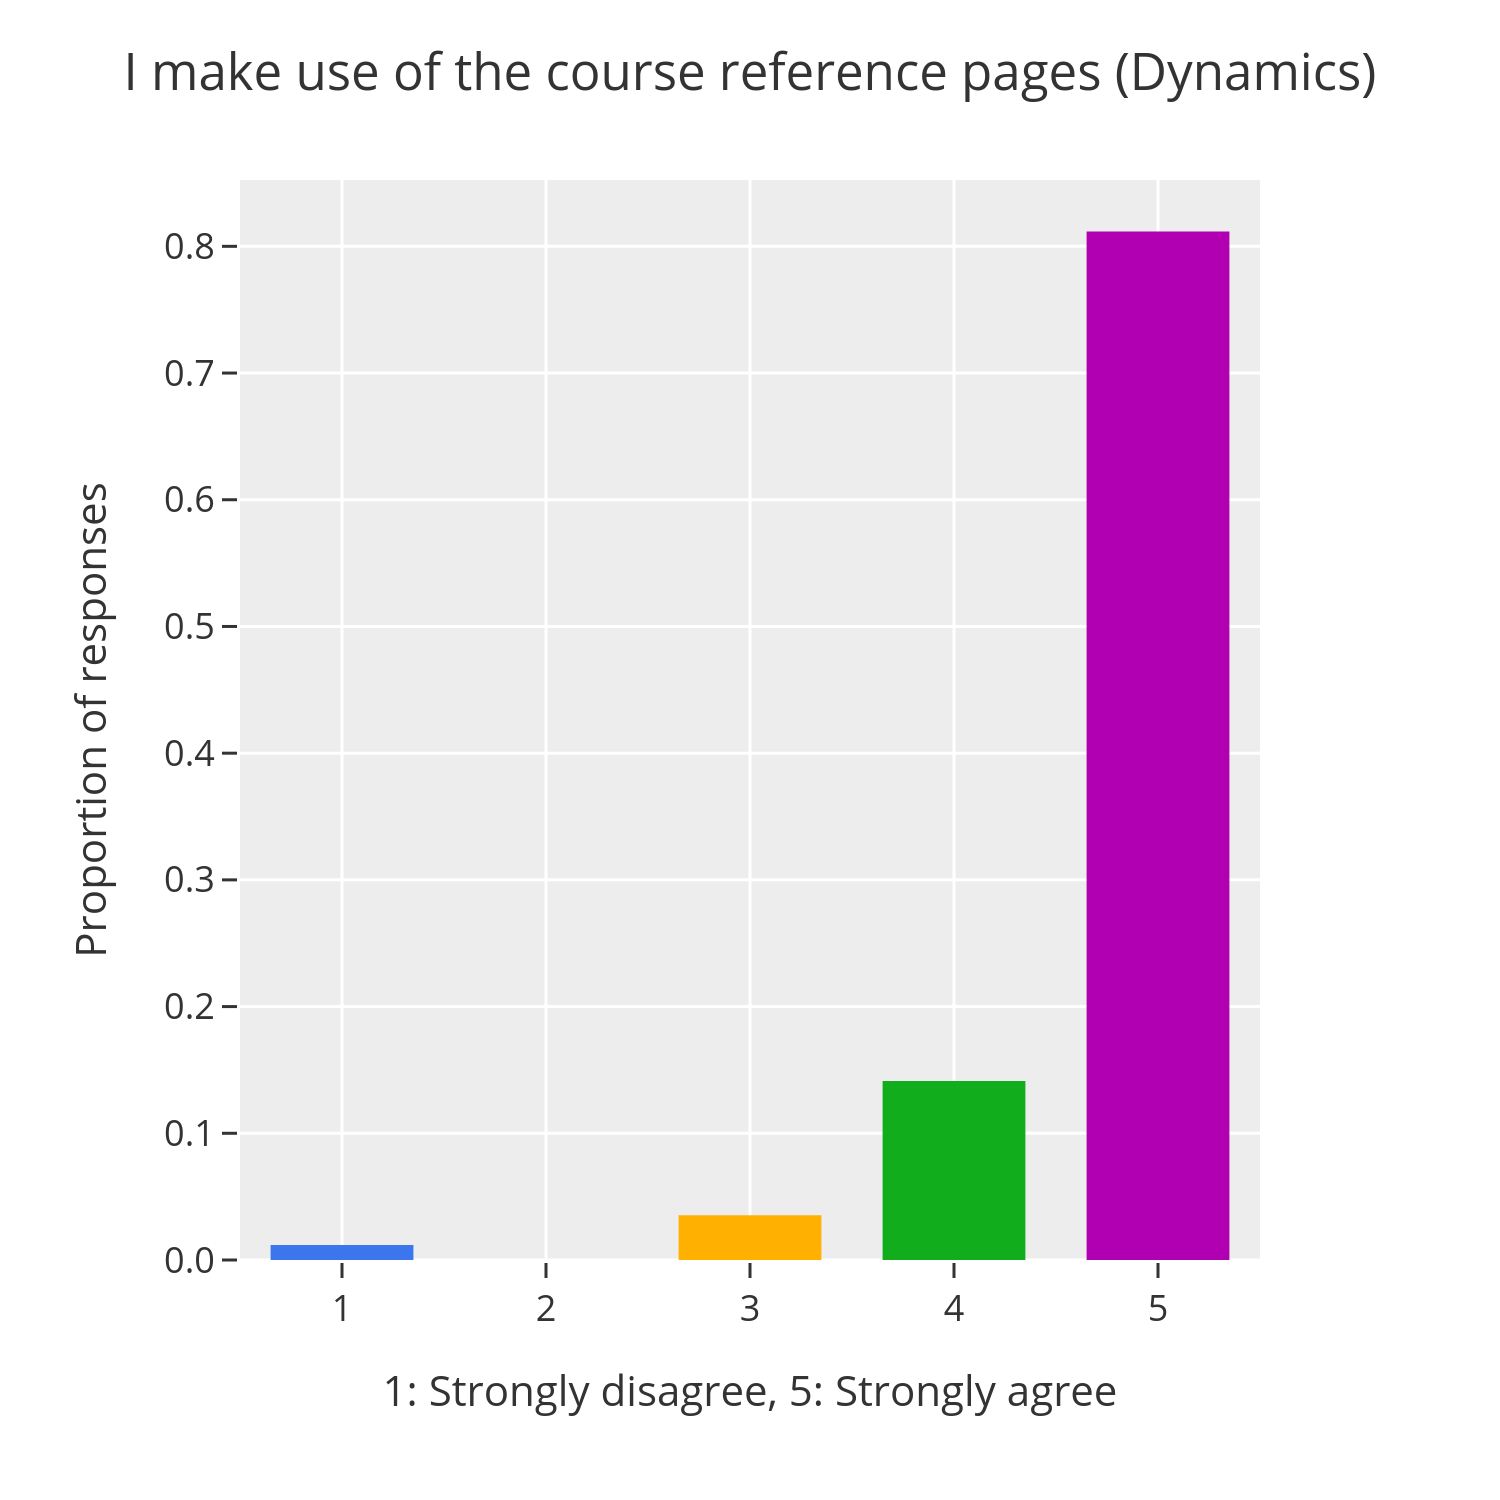 I make use of the course reference pages (Dynamics)
Proportion of responses
0.8
0.7
0.6
0.5
0.4
0.3
0.2
0.1
0.0
1 2 3 4 5
1: Strongly disagree, 5: Strongly agree